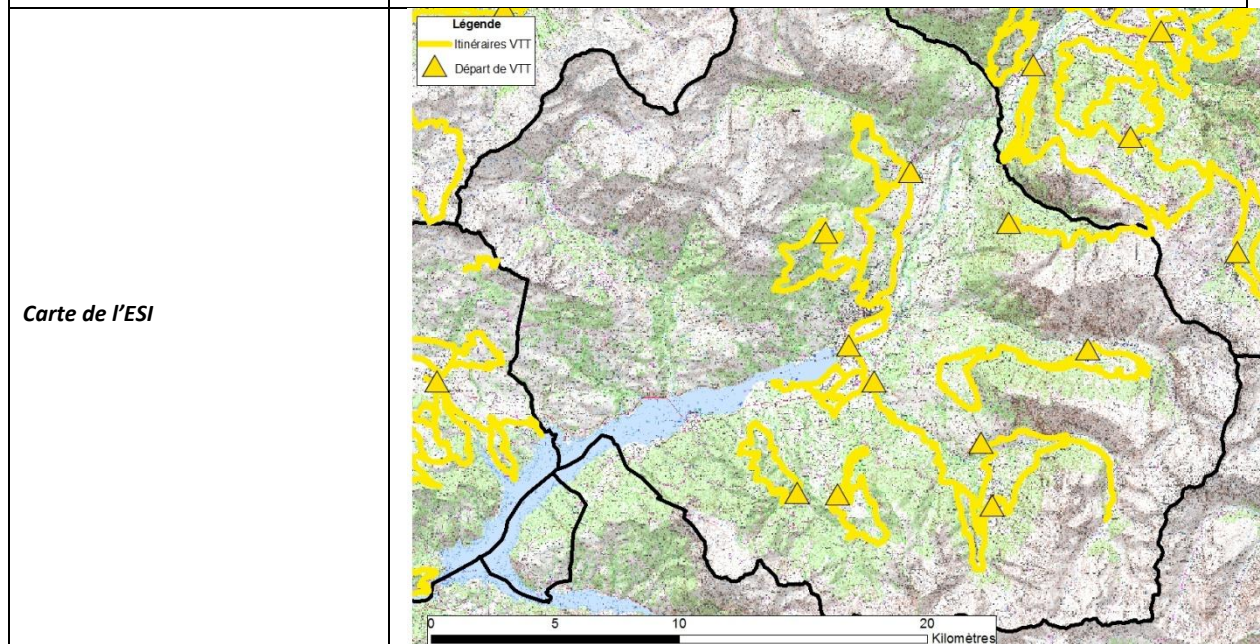 Carte de l’ESI
Légende
Itinéraires VTT
Départ de VTT
0 5 10 20
Kilomètres